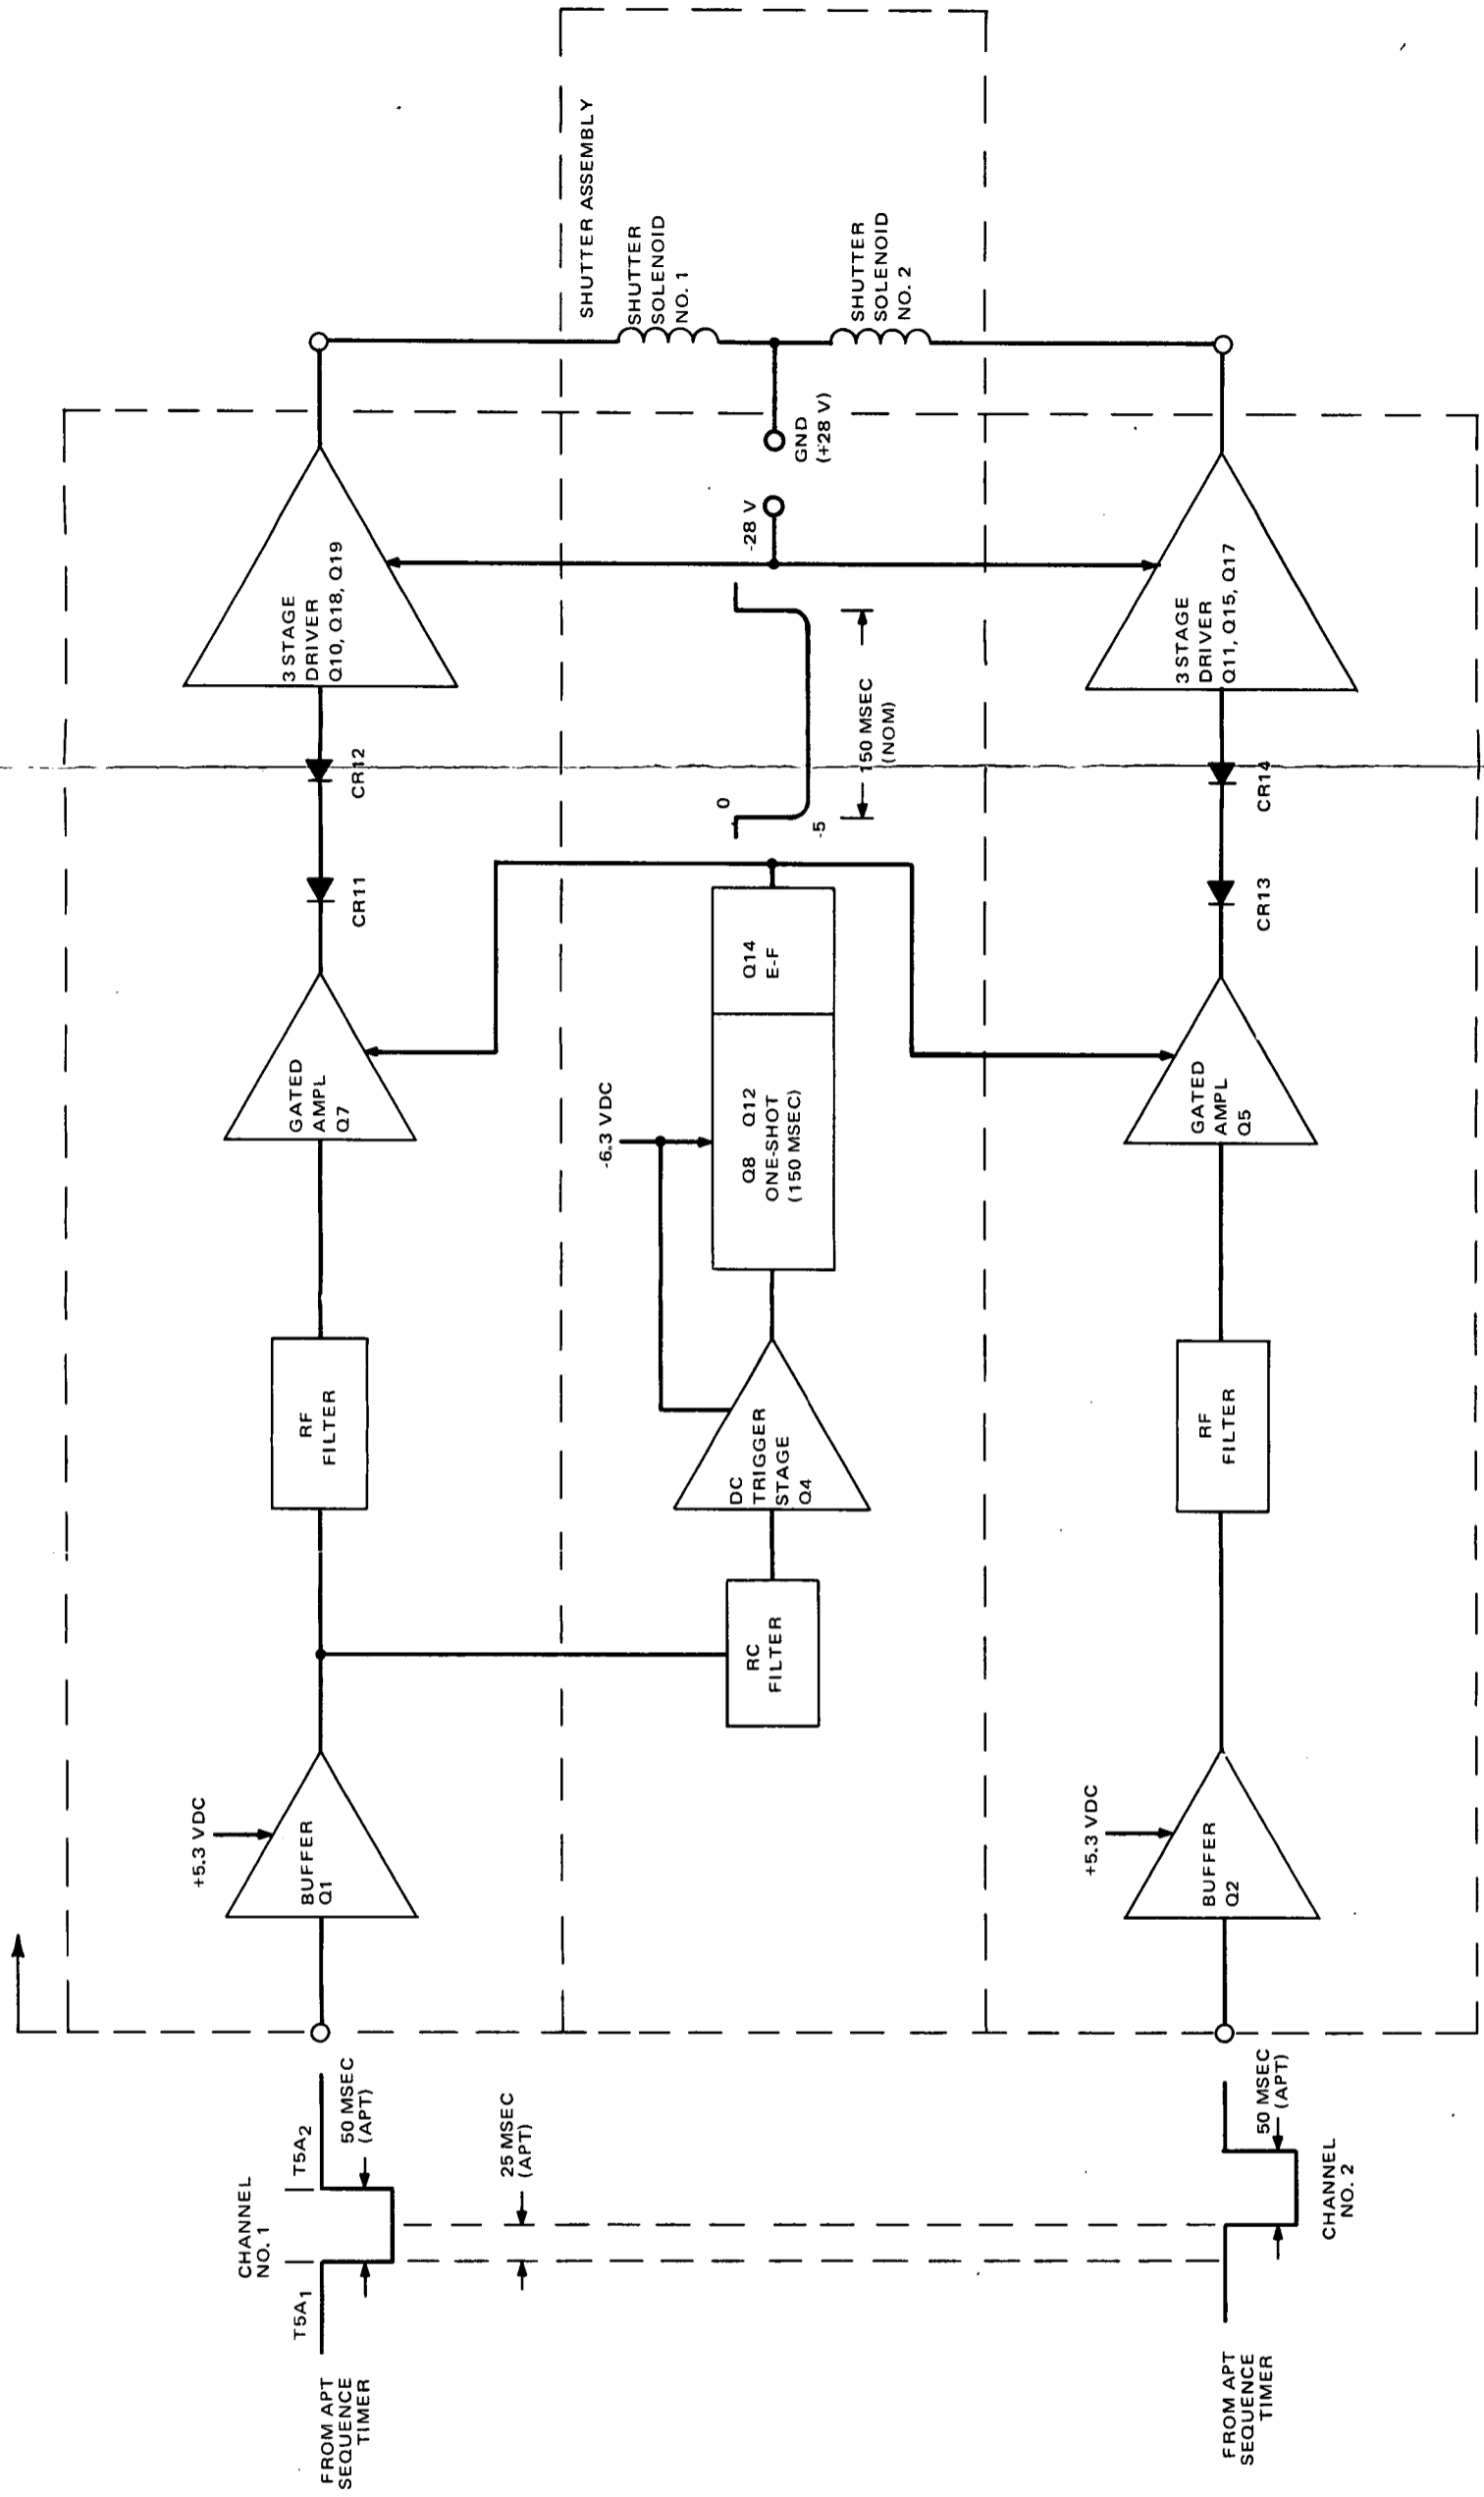 CHANNEL
NO. 1
T5A1
T5A2
FROM APT
SEQUENCE
TIMER
50 MSEC
(APT)
25 MSEC
(APT)
+5.3 VDC
BUFFER
Q1
RF
FILTER
GATED
AMPL
Q7
CR11
CR12
3 STAGE
DRIVER
Q10, Q18, Q19
RC
FILTER
DC
TRIGGER
STAGE
Q4
-6.3 VDC
Q8 Q12
ONE-SHOT
(150 MSEC)
Q14
E-F
0
-5
150 MSEC
(NOM)
-28 V
GND
(+28 V)
SHUTTER ASSEMBLY
SHUTTER
SOLENOID
NO. 1
SHUTTER
SOLENOID
NO. 2
FROM APT
SEQUENCE
TIMER
50 MSEC
(APT)
CHANNEL
NO. 2
+5.3 VDC
BUFFER
Q2
RF
FILTER
GATED
AMPL
Q5
CR13
CR14
3 STAGE
DRIVER
Q11, Q15, Q17